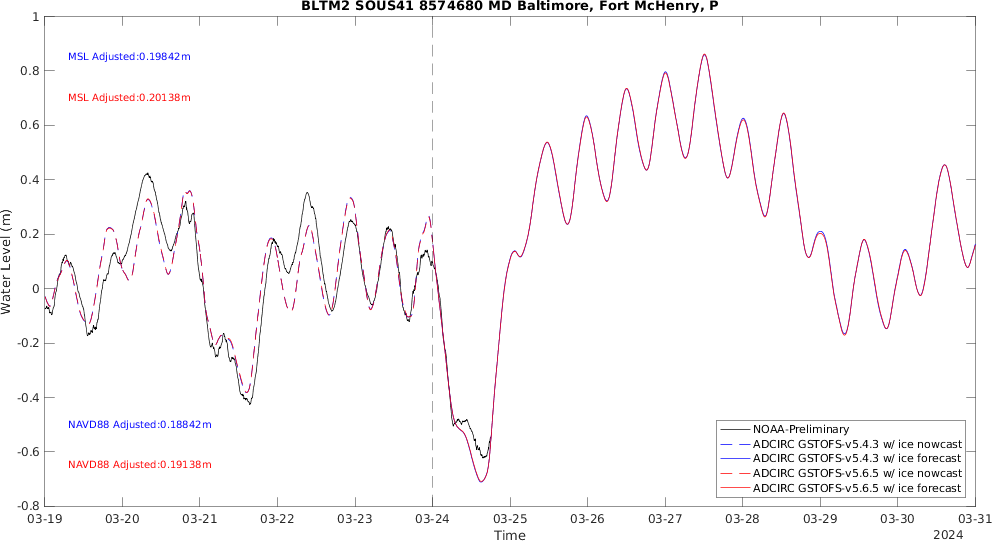 BLTM2 SOUS41 8574680 MD Baltimore, Fort McHenry, P
1
0.8
0.6
0.4
0.2
0
-0.2
-0.4
-0.6
-0.8
Water Level (m)
MSL Adjusted:0.19842m
MSL Adjusted:0.20138m
NAVD88 Adjusted:0.18842m
NAVD88 Adjusted:0.19138m
NOAA-Preliminary
ADCIRC GSTOFS-v5.4.3 w/ ice nowcast
ADCIRC GSTOFS-v5.4.3 w/ ice forecast
ADCIRC GSTOFS-v5.6.5 w/ ice nowcast
ADCIRC GSTOFS-v5.6.5 w/ ice forecast
03-19 03-20 03-21 03-22 03-23 03-24 03-25 03-26 03-27 03-28 03-29 03-30 03-31
Time
2024